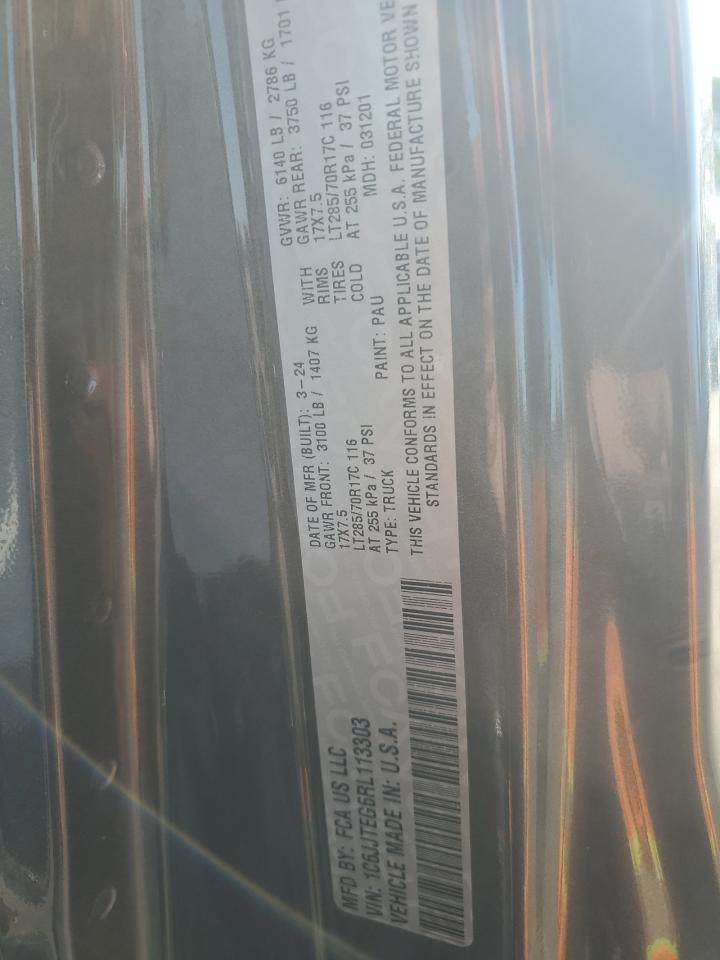 MFD BY: FCA US LLC
VIN: 1C6JJTEG6RL113303
VEHICLE MADE IN: U.S.A.
DATE OF MFR (BUILT): 3-24
GAWR FRONT: 3100 LB / 1407 KG
17X7.5
LT285/70R17C 116
AT 255 kPa / 37 PSI
TYPE: TRUCK
PAINT: PAU
WITH
RIMS
TIRES
COLD
GVWR: 6140 LB / 2786 KG
GAWR REAR: 3750 LB / 1701
17X7.5
LT285/70R17C 116
AT 255 kPa / 37 PSI
MDH: 031201
THIS VEHICLE CONFORMS TO ALL APPLICABLE U.S.A. FEDERAL MOTOR VE
STANDARDS IN EFFECT ON THE DATE OF MANUFACTURE SHOWN